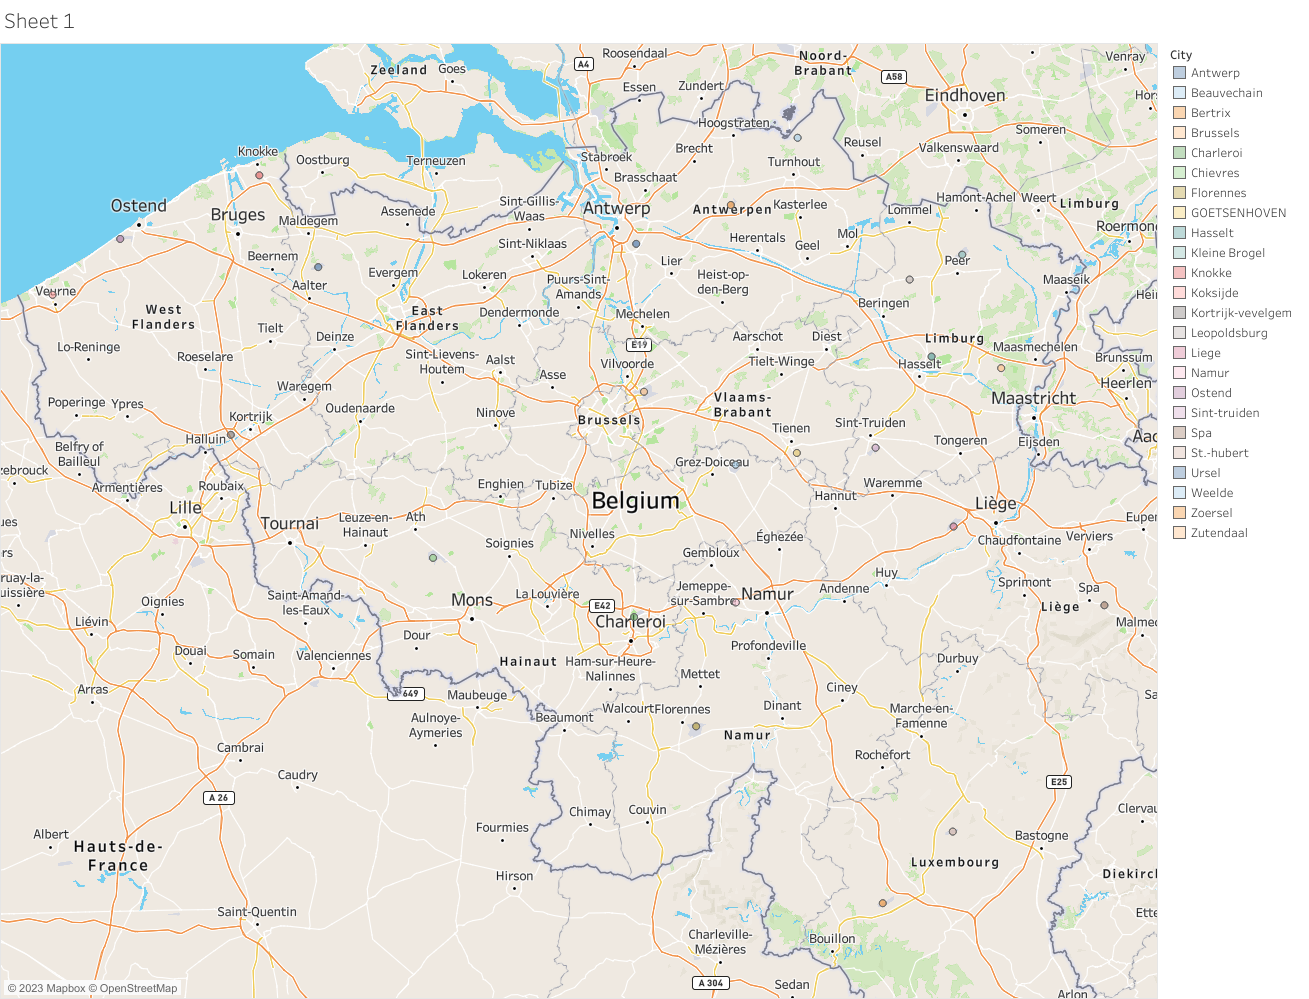 Sheet 1
City
Antwerp
Beauvechain
Bertrix
Brussels
Charleroi
Chievres
Florennes
GOETSENHOVEN
Hasselt
Kleine Brogel
Knokke
Koksijde
Kortrijk-vevelgem
Leopoldsburg
Liege
Namur
Ostend
Sint-truiden
Spa
St.-hubert
Ursel
Weelde
Zoersel
Zutendaal
Roosendaal
Noord-
Brabant
Venray
A4
Zeeland
Goes
A58
Essen
Zundert
Eindhoven
Hoogstraten
Someren
Knokke
Oostburg
Terneuzen
Stabroek
Brecht
Turnhout
Reusel
Valkenswaard
Brasschaat
Ostend
Bruges
Maldegem
Assenede
Sint-Gillis-
Waas
Antwerp
Antwerpen
Kasterlee
Lommel
Hamont-Achel
Weert
Limburg
Beernem
Sint-Niklaas
Herentals
Geel
Mol
Lier
Peer
Veurne
Aalter
Evergem
Lokeren
Puurs-Sint-
Amands
Heist-op-
den-Berg
Maaseik
West
Flanders
East
Flanders
Dendermonde
Mechelen
Beringen
Tielt
Deinze
E19
Aarschot
Diest
Limburg
Lo-Reninge
Roeselare
Sint-Lievens-
Houtem
Aalst
Asse
Vilvoorde
Tielt-Winge
Hasselt
Maasmechelen
Brunssum
Heerlen
Waregem
Poperinge
Ypres
Oudenaarde
Ninove
Brussels
Vlaams-
Brabant
Maastricht
Kortrijk
Tienen
Sint-Truiden
Halluin
Belfry of
Bailleul
Tongeren
Eijsden
Grez-Doiceau
Armentières
Roubaix
Enghien
Tubize
Belgium
Hannut
Waremme
Liège
Lille
Tournai
Leuze-en-
Hainaut
Ath
Soignies
Nivelles
Gembloux
Éghezée
Chaudfontaine
Verviers
Oignies
Saint-Amand-
les-Eaux
Mons
La Louvière
E42
Charleroi
Jemeppe-
sur-Sambre
Namur
Andenne
Huy
Sprimont
Spa
Liège
Liévin
Dour
Profondeville
Douai
Somain
Valenciennes
Hainaut
Ham-sur-Heure-
Nalinnes
Mettet
Durbuy
Arras
649
Maubeuge
Ciney
Aulnoye-
Aymeries
Beaumont
Walcourt
Florennes
Dinant
Marche-en-
Famenne
Namur
Cambrai
Rochefort
Caudry
E25
A 26
Chimay
Couvin
Albert
Fourmies
Bastogne
Hauts-de-
France
Luxembourg
Hirson
Saint-Quentin
Charleville-
Mézières
Bouillon
A 304
Sedan
Arlon
© 2023 Mapbox © OpenStreetMap